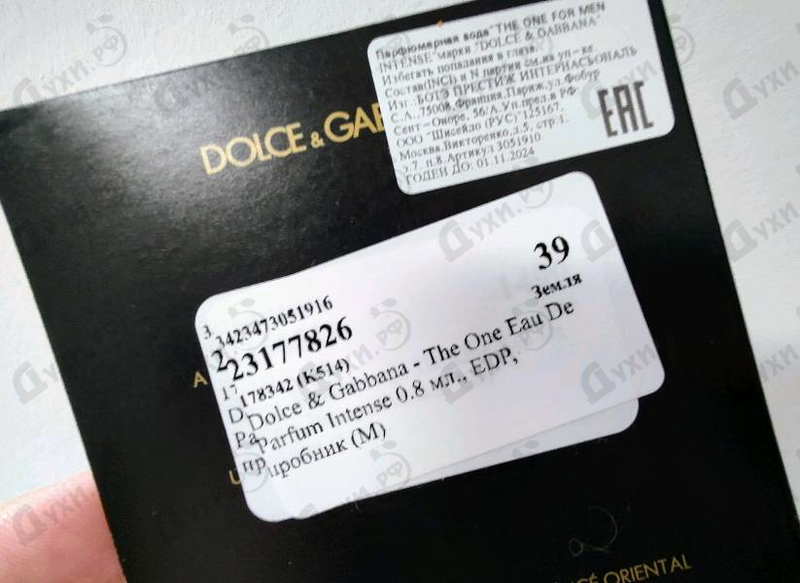 Парфюмерная вода "THE ONE FOR MEN
INTENSE" марки "DOLCE & GABBANA"
Избегать попадания в глаза.
Состав(INCI) и N партии см.на уп-ке.
Изг.:БОТЭ ПРЕСТИЖ ИНТЕРНАСЬОНАЛЬ
С.А.,75008,Франция,Париж,ул.Фобур
Сент-Оноре, 56/А.Уп.пред.в РФ
ООО "Шисейдо (РУС)"125167,
Москва,Викторенко,д.5, стр.1,
э.7, п.8.Артикул 3051910
ГОДЕН ДО: 01.11.2024
EAC
DOLCE & GAB
39
Земля
3423473051916
23177826
178342 (K514)
Dolce & Gabbana - The One Eau De
Parfum Intense 0.8 мл., EDP,
пробник (M)
CÉ ORIENTAL
Духи.РФ